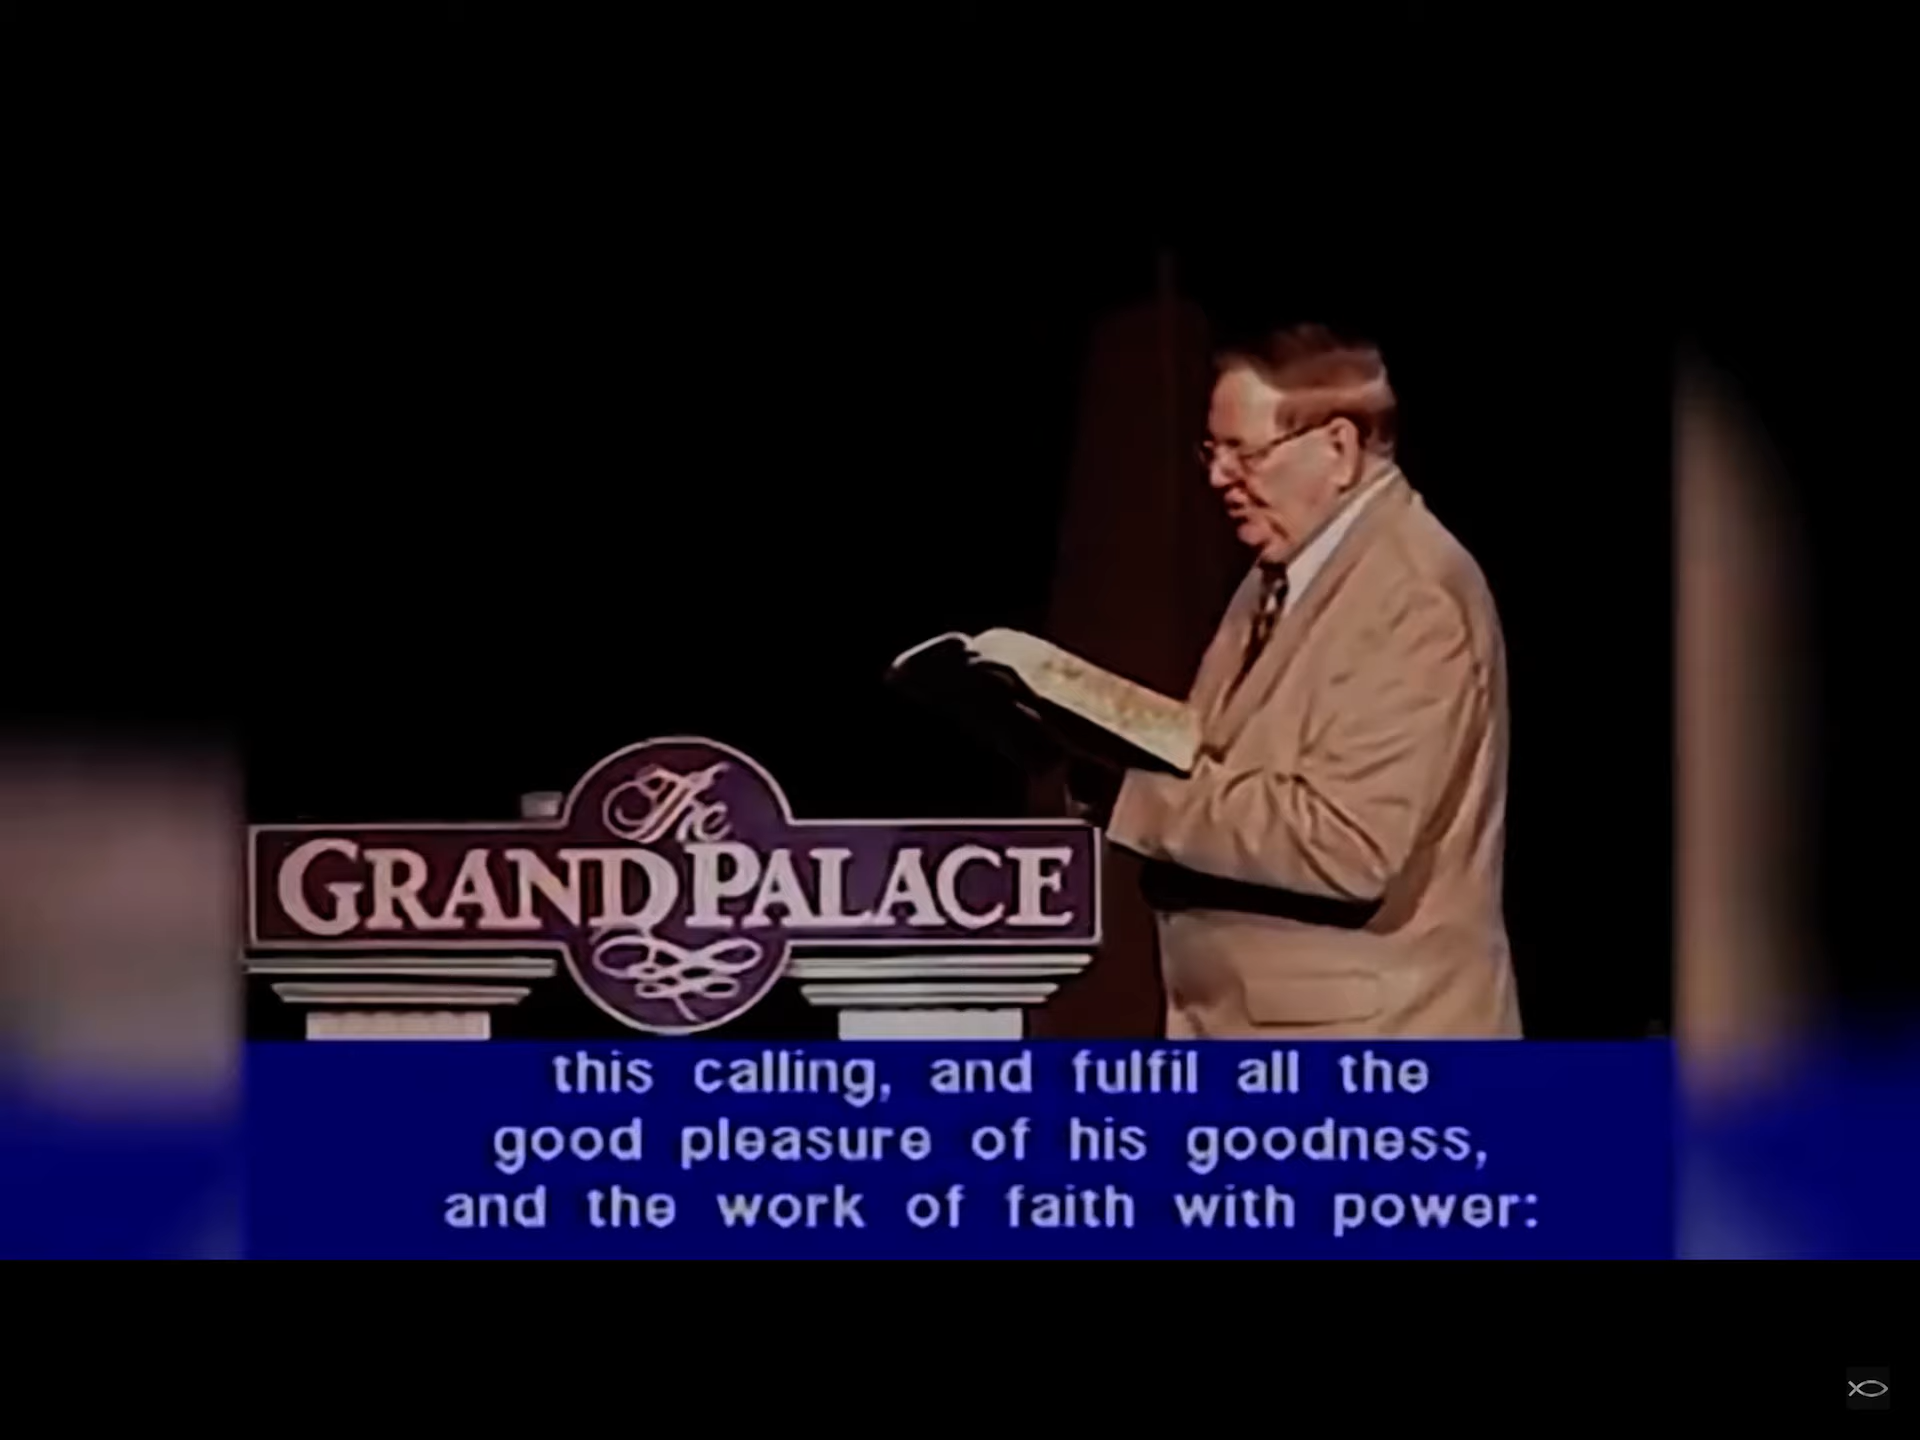 The
GRAND PALACE
this calling, and fulfil all the
good pleasure of his goodness,
and the work of faith with power: